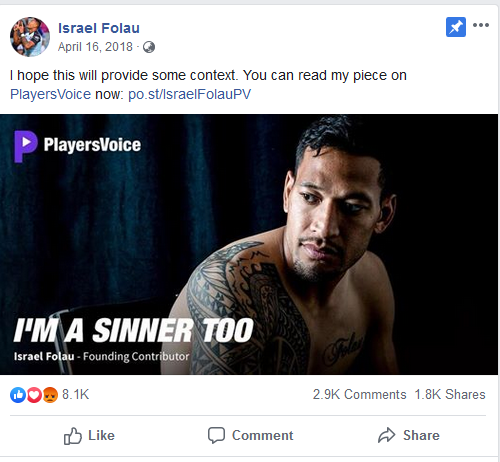 Israel Folau
April 16, 2018 ·
I hope this will provide some context. You can read my piece on
PlayersVoice now: po.st/IsraelFolauPV
PlayersVoice
I'M A SINNER TOO
Israel Folau - Founding Contributor
Folau
8.1K 2.9K Comments 1.8K Shares
Like Comment Share